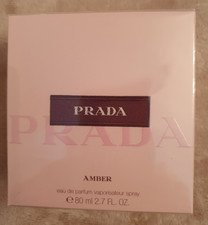 PRADA
PRADA
AMBER
eau de parfum vaporisateur spray
℮ 80 ml 2.7 FL. OZ.